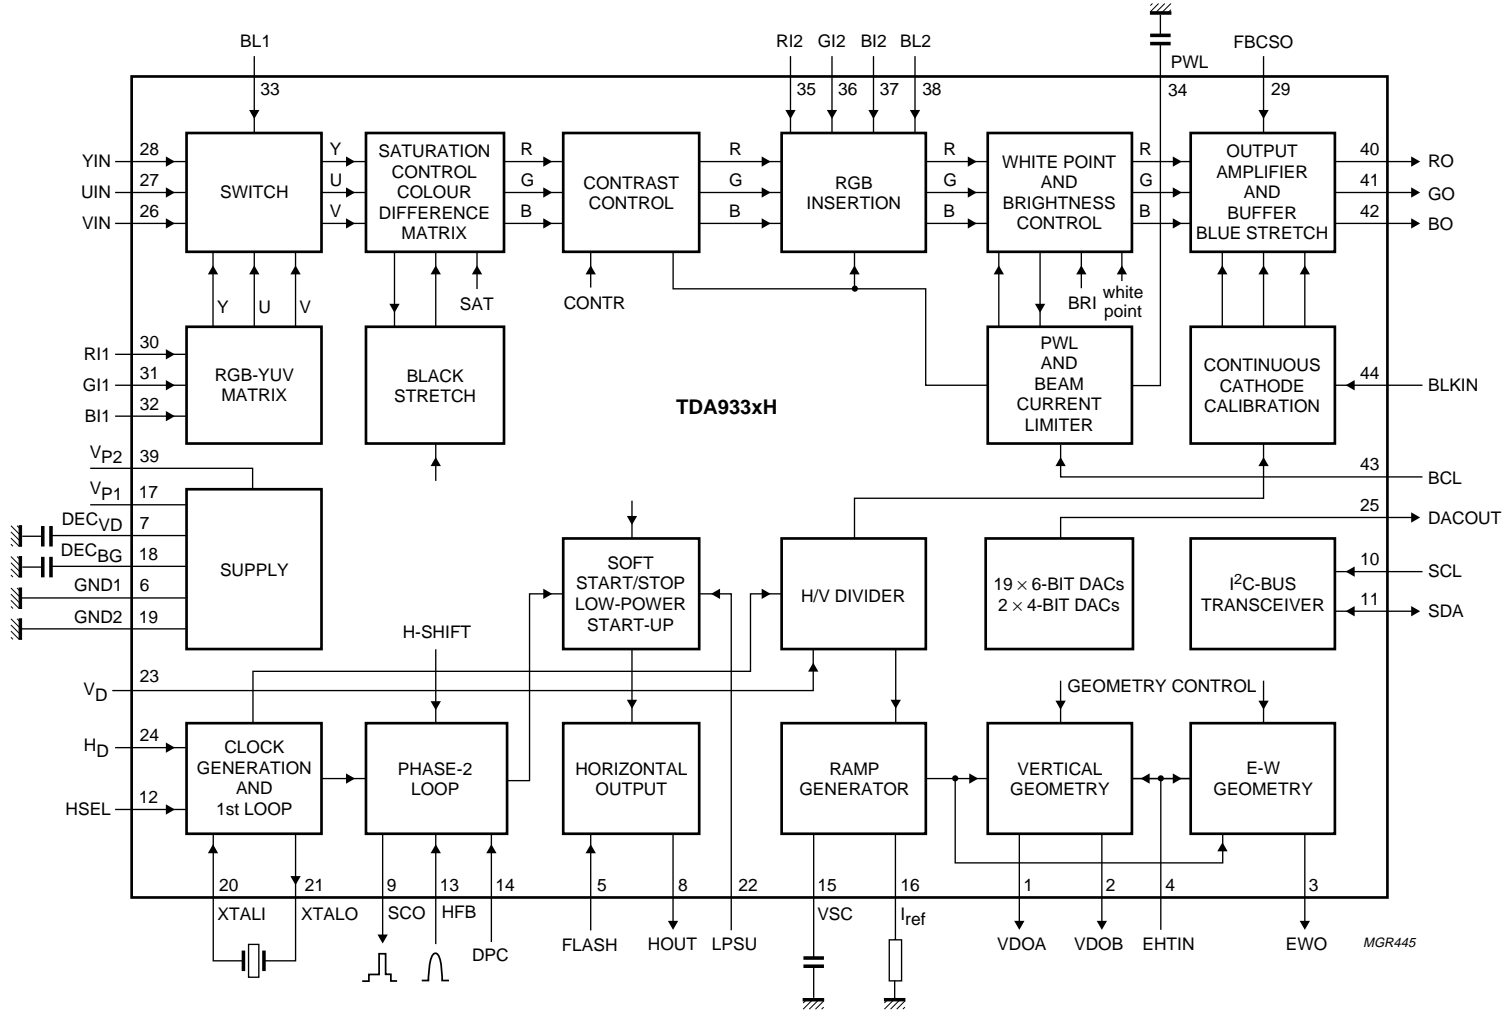 BL1
RI2 GI2 BI2 BL2
PWL
FBCSO
33
35 36 37 38
34
29
YIN 28
UIN 27
VIN 26
SWITCH
Y
U
V
SATURATION
CONTROL
COLOUR
DIFFERENCE
MATRIX
R
G
B
CONTRAST
CONTROL
R
G
B
RGB
INSERTION
R
G
B
WHITE POINT
AND
BRIGHTNESS
CONTROL
R
G
B
OUTPUT
AMPLIFIER
AND
BUFFER
BLUE STRETCH
40 RO
41 GO
42 BO
Y U V
SAT
CONTR
BRI
white
point
RI1 30
GI1 31
BI1 32
RGB-YUV
MATRIX
BLACK
STRETCH
TDA933xH
PWL
AND
BEAM
CURRENT
LIMITER
CONTINUOUS
CATHODE
CALIBRATION
44 BLKIN
43 BCL
25 DACOUT
VP2 39
VP1 17
DECVD 7
DECBG 18
GND1 6
GND2 19
SUPPLY
SOFT
START/STOP
LOW-POWER
START-UP
H/V DIVIDER
19 × 6-BIT DACs
2 × 4-BIT DACs
I2C-BUS
TRANSCEIVER
10 SCL
11 SDA
H-SHIFT
VD 23
GEOMETRY CONTROL
HD 24
HSEL 12
CLOCK
GENERATION
AND
1st LOOP
PHASE-2
LOOP
HORIZONTAL
OUTPUT
RAMP
GENERATOR
VERTICAL
GEOMETRY
E-W
GEOMETRY
20 21 9 13 14 5 8 22 15 16 1 2 4 3
XTALI XTALO SCO HFB DPC FLASH HOUT LPSU VSC Iref VDOA VDOB EHTIN EWO
MGR445